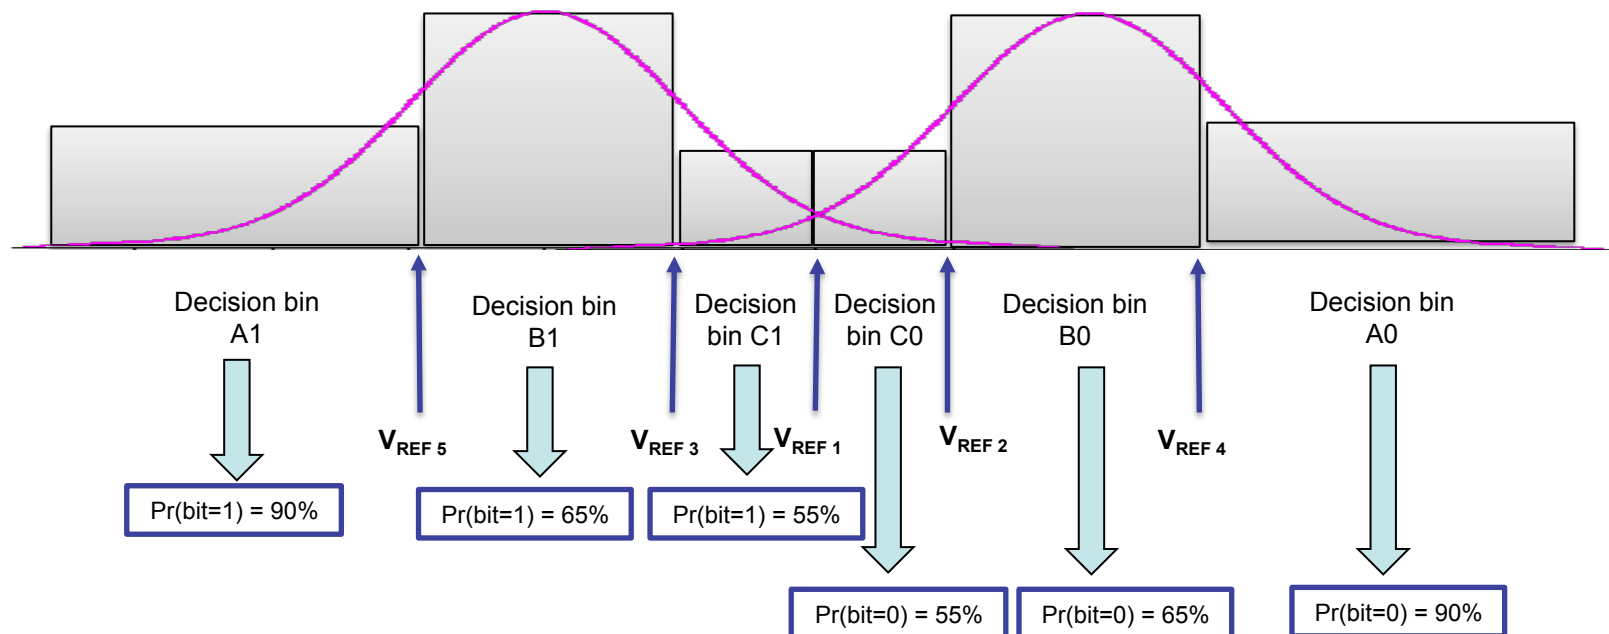 Decision bin
A1
Decision bin
B1
Decision
bin C1
Decision
bin C0
Decision bin
B0
Decision bin
A0
VREF 5
VREF 3
VREF 1
VREF 2
VREF 4
Pr(bit=1) = 90%
Pr(bit=1) = 65%
Pr(bit=1) = 55%
Pr(bit=0) = 55%
Pr(bit=0) = 65%
Pr(bit=0) = 90%